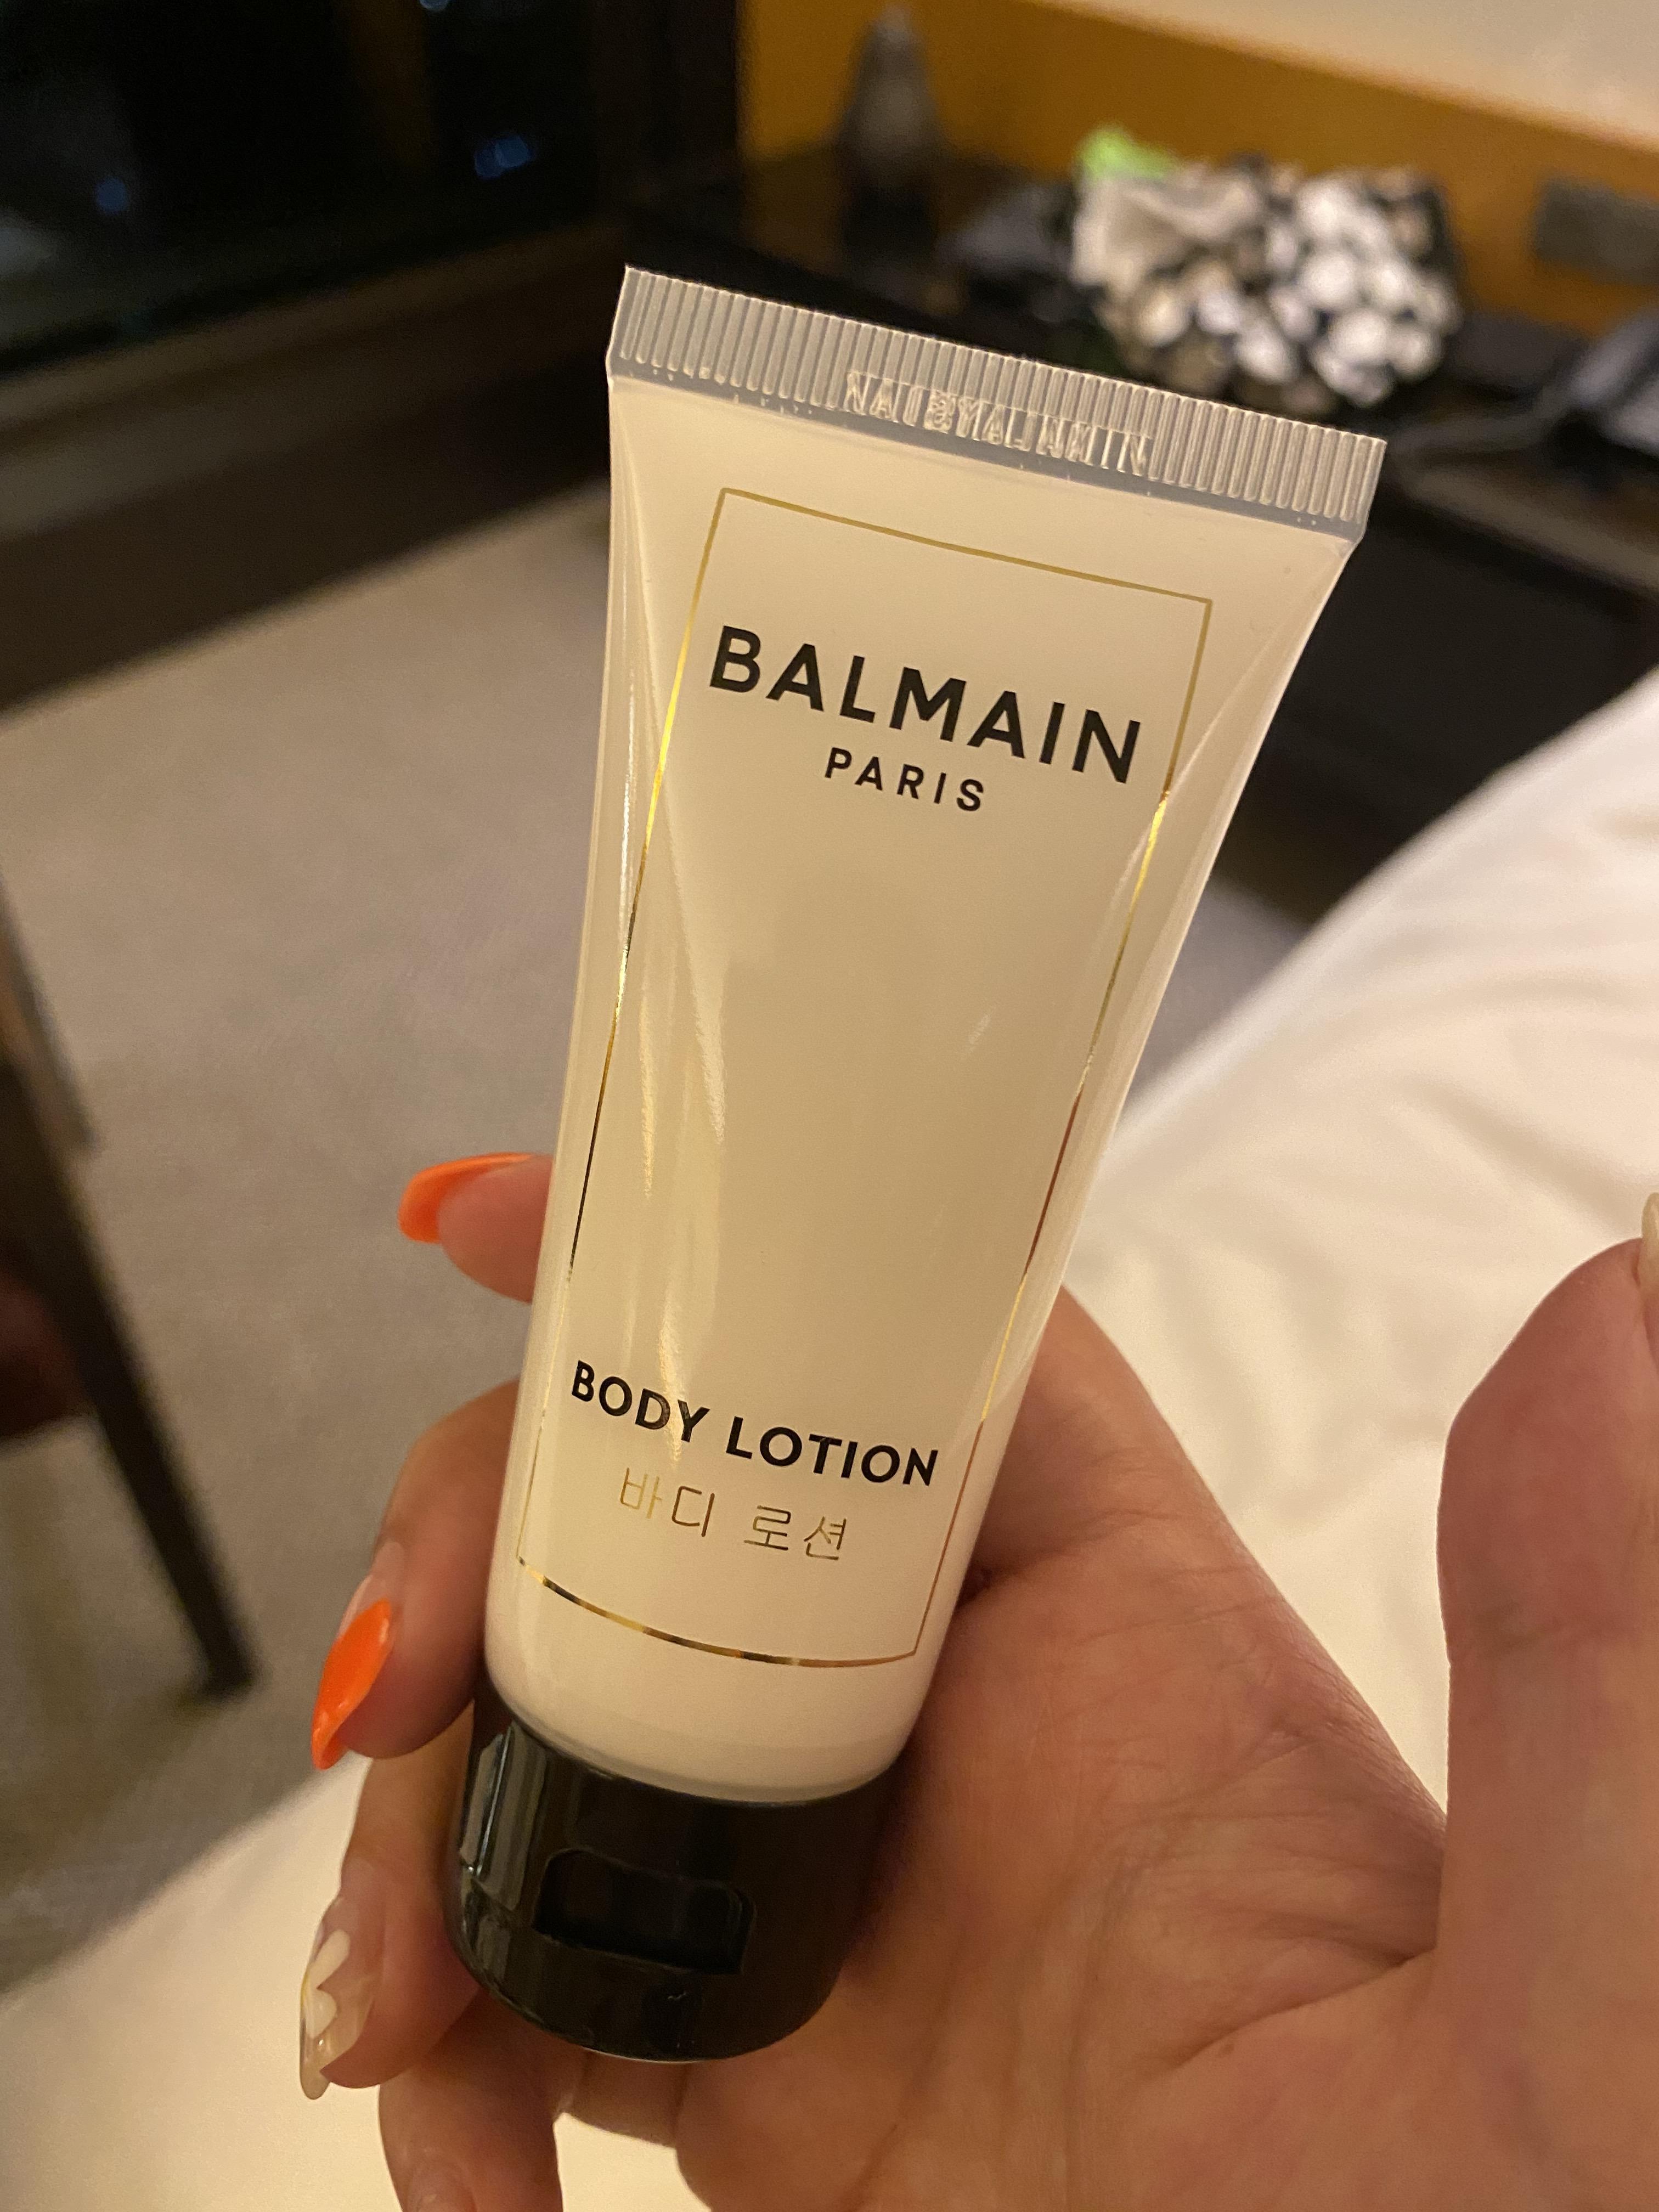 BALMAIN
PARIS
BODY LOTION
바디 로션